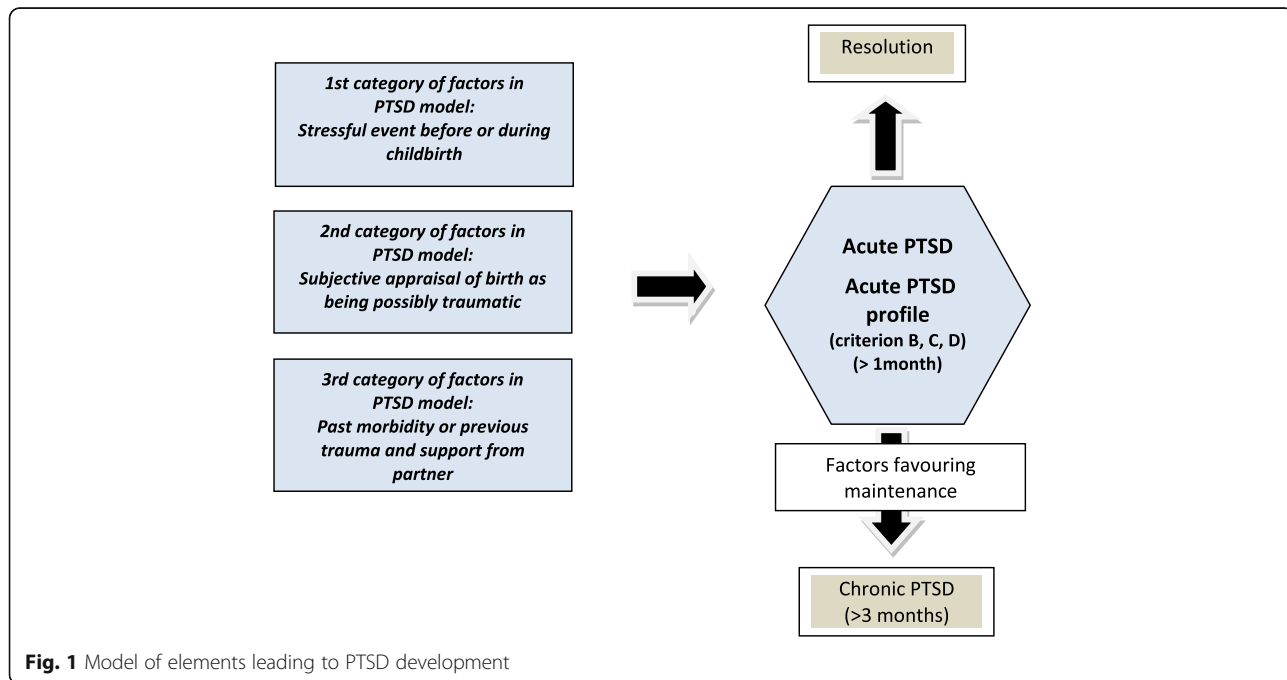 1st category of factors in
PTSD model:
Stressful event before or during
childbirth
2nd category of factors in
PTSD model:
Subjective appraisal of birth as
being possibly traumatic
3rd category of factors in
PTSD model:
Past morbidity or previous
trauma and support from
partner
Resolution
Acute PTSD
Acute PTSD
profile
(criterion B, C, D)
(> 1month)
Factors favouring
maintenance
Chronic PTSD
(>3 months)
Fig. 1 Model of elements leading to PTSD development